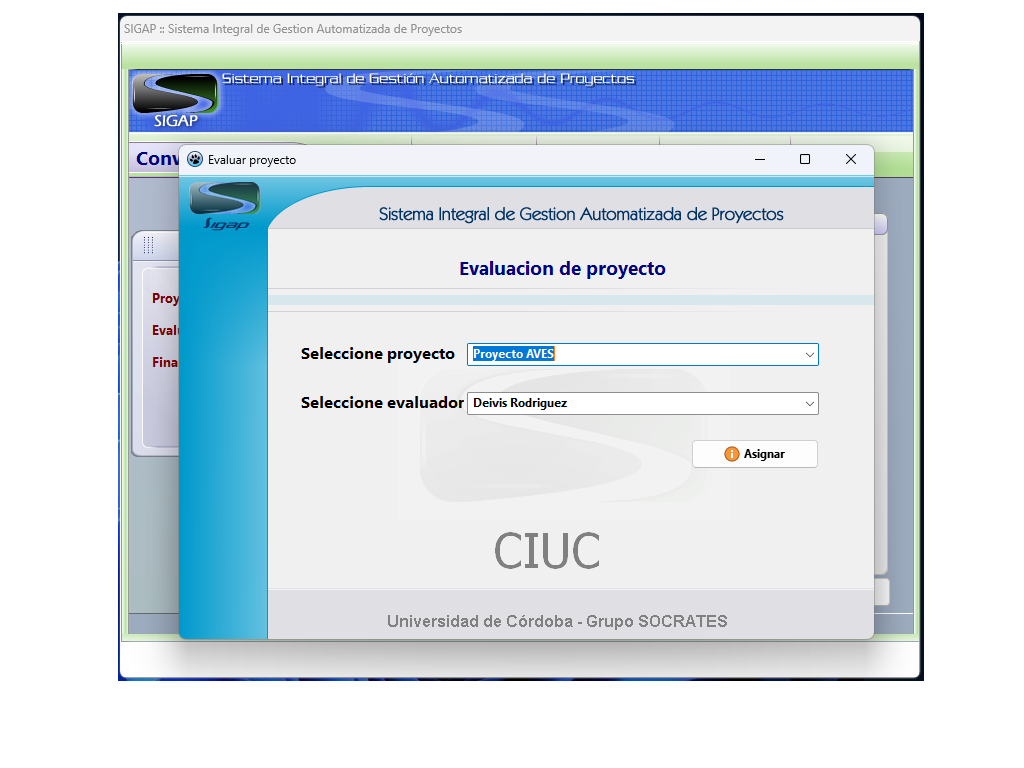 SIGAP :: Sistema Integral de Gestion Automatizada de Proyectos
Sistema Integral de Gestión Automatizada de Proyectos
SIGAP
Conv
Evaluar proyecto
Sigap
Sistema Integral de Gestion Automatizada de Proyectos
Evaluacion de proyecto
Proy
Evalu
Fina
Seleccione proyecto Proyecto AVES
Seleccione evaluador Deivis Rodriguez
Asignar
CIUC
Universidad de Córdoba - Grupo SOCRATES